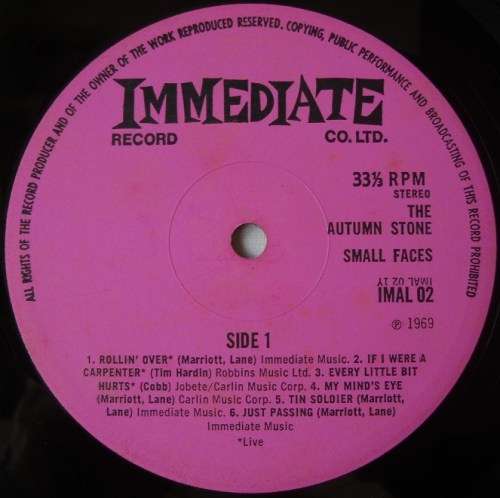 ALL RIGHTS OF THE RECORD PRODUCER AND OF THE OWNER OF THE WORK REPRODUCED RESERVED. COPYING, PUBLIC PERFORMANCE AND BROADCASTING OF THIS RECORD PROHIBITED
IMMEDIATE
RECORD CO. LTD.
33⅓ RPM
STEREO
THE
AUTUMN STONE
SMALL FACES
IMAL 02 1Y
IMAL 02
℗ 1969
SIDE 1
1. ROLLIN' OVER* (Marriott, Lane) Immediate Music. 2. IF I WERE A
CARPENTER* (Tim Hardin) Robbins Music Ltd. 3. EVERY LITTLE BIT
HURTS* (Cobb) Jobete/Carlin Music Corp. 4. MY MIND'S EYE
(Marriott, Lane) Carlin Music Corp. 5. TIN SOLDIER (Marriott,
Lane) Immediate Music. 6. JUST PASSING (Marriott, Lane)
Immediate Music
*Live